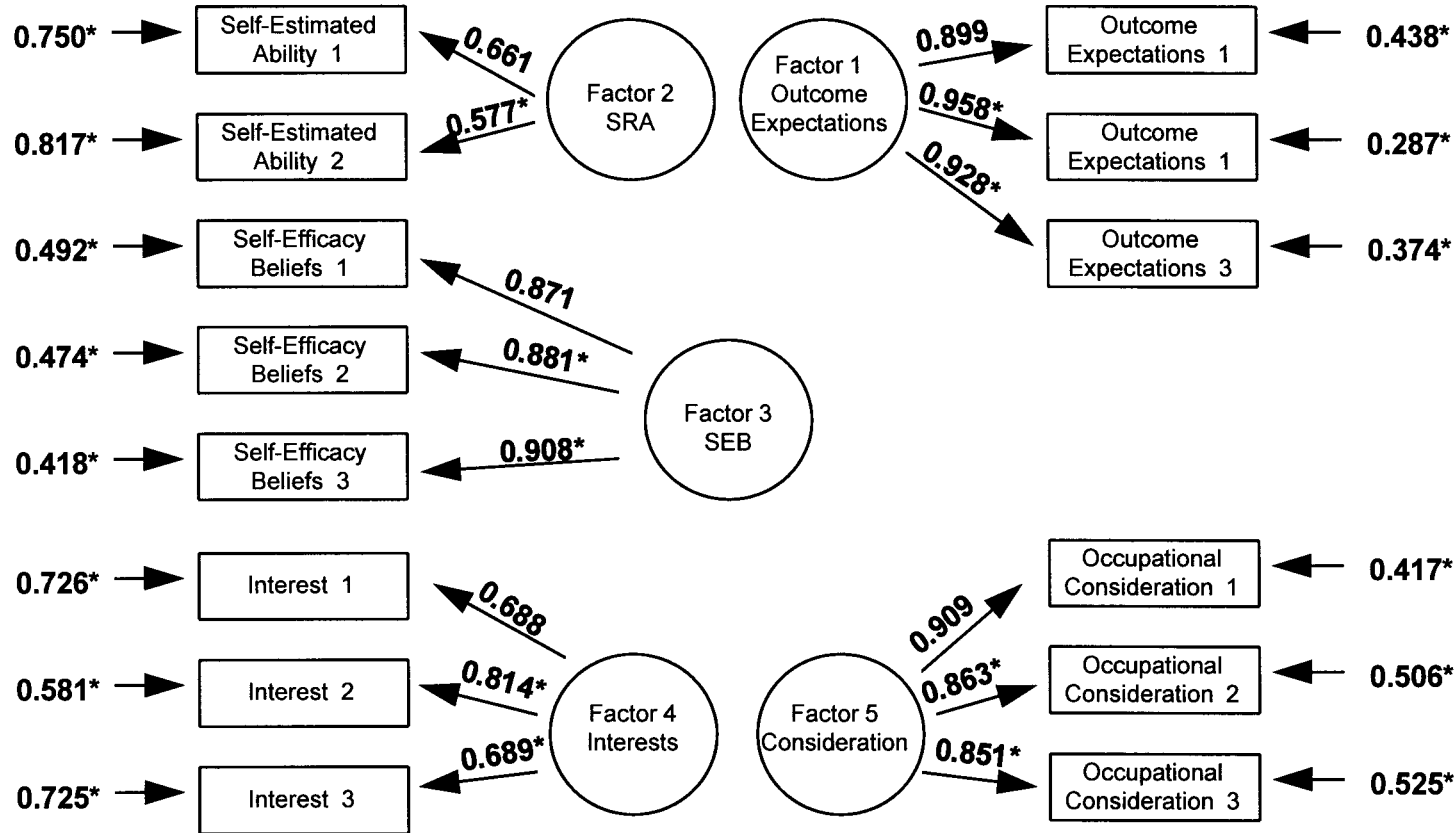 0.750*
Self-Estimated
Ability 1
0.661
Factor 2
SRA
Factor 1
Outcome
Expectations
0.899
Outcome
Expectations 1
0.438*
0.817*
Self-Estimated
Ability 2
0.577*
0.958*
Outcome
Expectations 1
0.287*
0.928*
Outcome
Expectations 3
0.374*
0.492*
Self-Efficacy
Beliefs 1
0.871
0.474*
Self-Efficacy
Beliefs 2
0.881*
Factor 3
SEB
0.418*
Self-Efficacy
Beliefs 3
0.908*
0.726*
Interest 1
0.688
0.581*
Interest 2
0.814*
Factor 4
Interests
0.725*
Interest 3
0.689*
Factor 5
Consideration
0.909
Occupational
Consideration 1
0.417*
0.863*
Occupational
Consideration 2
0.506*
0.851*
Occupational
Consideration 3
0.525*